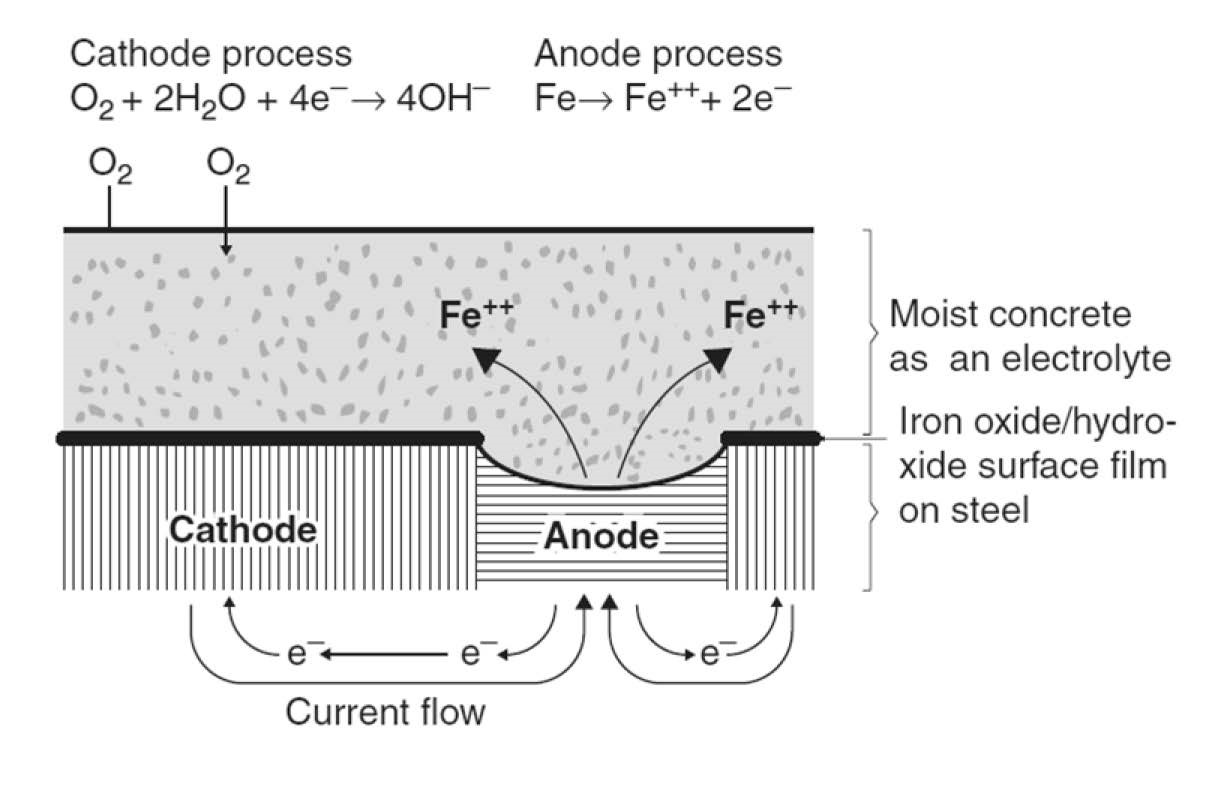 Cathode process
O₂ + 2H₂O + 4e⁻ → 4OH⁻
Anode process
Fe → Fe⁺⁺ + 2e⁻
O₂
O₂
Fe⁺⁺
Fe⁺⁺
Moist concrete
as an electrolyte
Iron oxide/hydro-
xide surface film
on steel
Cathode
Anode
e⁻
e⁻
e⁻
Current flow